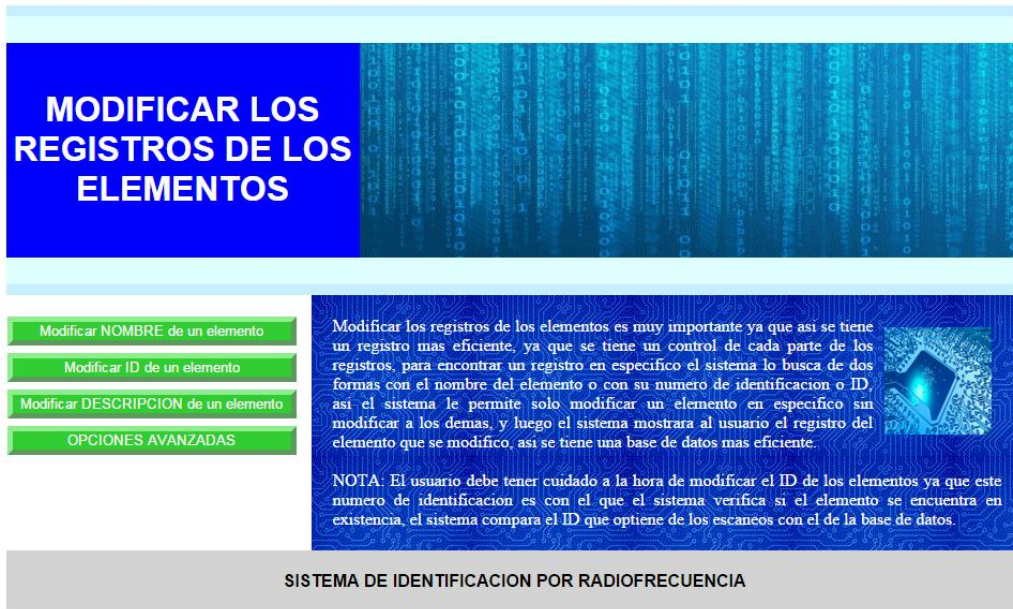 MODIFICAR LOS
REGISTROS DE LOS
ELEMENTOS
Modificar NOMBRE de un elemento
Modificar ID de un elemento
Modificar DESCRIPCION de un elemento
OPCIONES AVANZADAS
Modificar los registros de los elementos es muy importante ya que asi se tiene
un registro mas eficiente, ya que se tiene un control de cada parte de los
registros, para encontrar un registro en especifico el sistema lo busca de dos
formas con el nombre del elemento o con su numero de identificacion o ID,
asi el sistema le permite solo modificar un elemento en especifico sin
modificar a los demas, y luego el sistema mostrara al usuario el registro del
elemento que se modifico, asi se tiene una base de datos mas eficiente.
NOTA: El usuario debe tener cuidado a la hora de modificar el ID de los elementos ya que este
numero de identificacion es con el que el sistema verifica si el elemento se encuentra en
existencia, el sistema compara el ID que optiene de los escaneos con el de la base de datos.
SISTEMA DE IDENTIFICACION POR RADIOFRECUENCIA